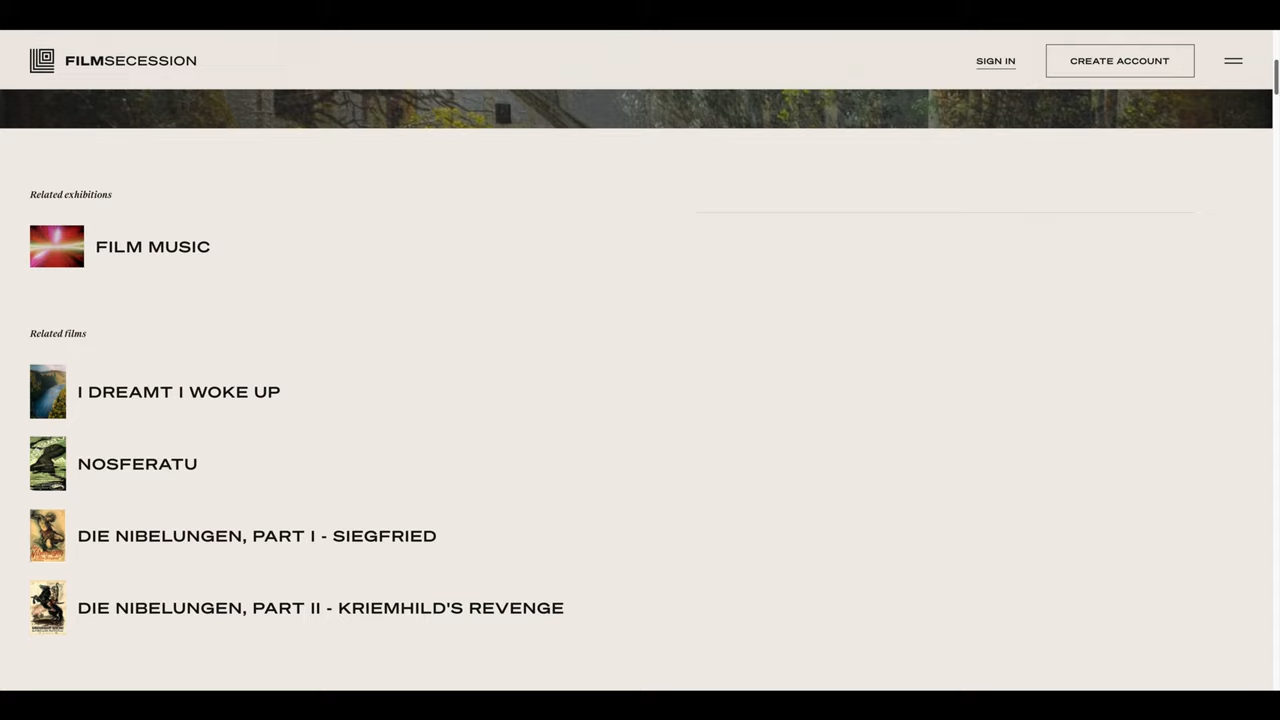 FILMSECESSION
SIGN IN
CREATE ACCOUNT
Related exhibitions
FILM MUSIC
Related films
I DREAMT I WOKE UP
NOSFERATU
DIE NIBELUNGEN, PART I - SIEGFRIED
DIE NIBELUNGEN, PART II - KRIEMHILD'S REVENGE